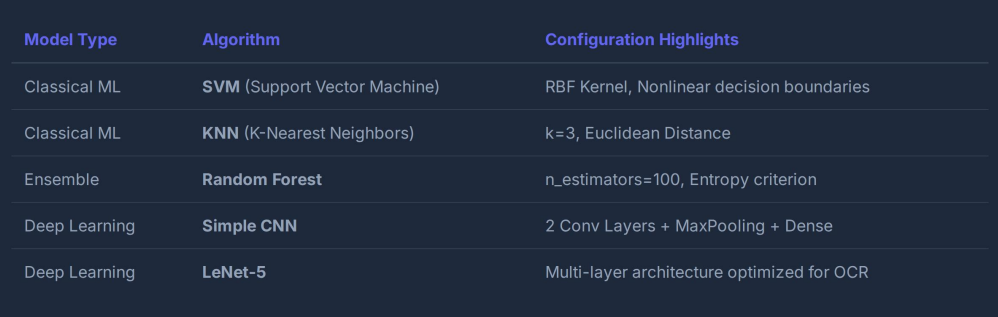 Model Type Algorithm Configuration Highlights
Classical ML SVM (Support Vector Machine) RBF Kernel, Nonlinear decision boundaries
Classical ML KNN (K-Nearest Neighbors) k=3, Euclidean Distance
Ensemble Random Forest n_estimators=100, Entropy criterion
Deep Learning Simple CNN 2 Conv Layers + MaxPooling + Dense
Deep Learning LeNet-5 Multi-layer architecture optimized for OCR